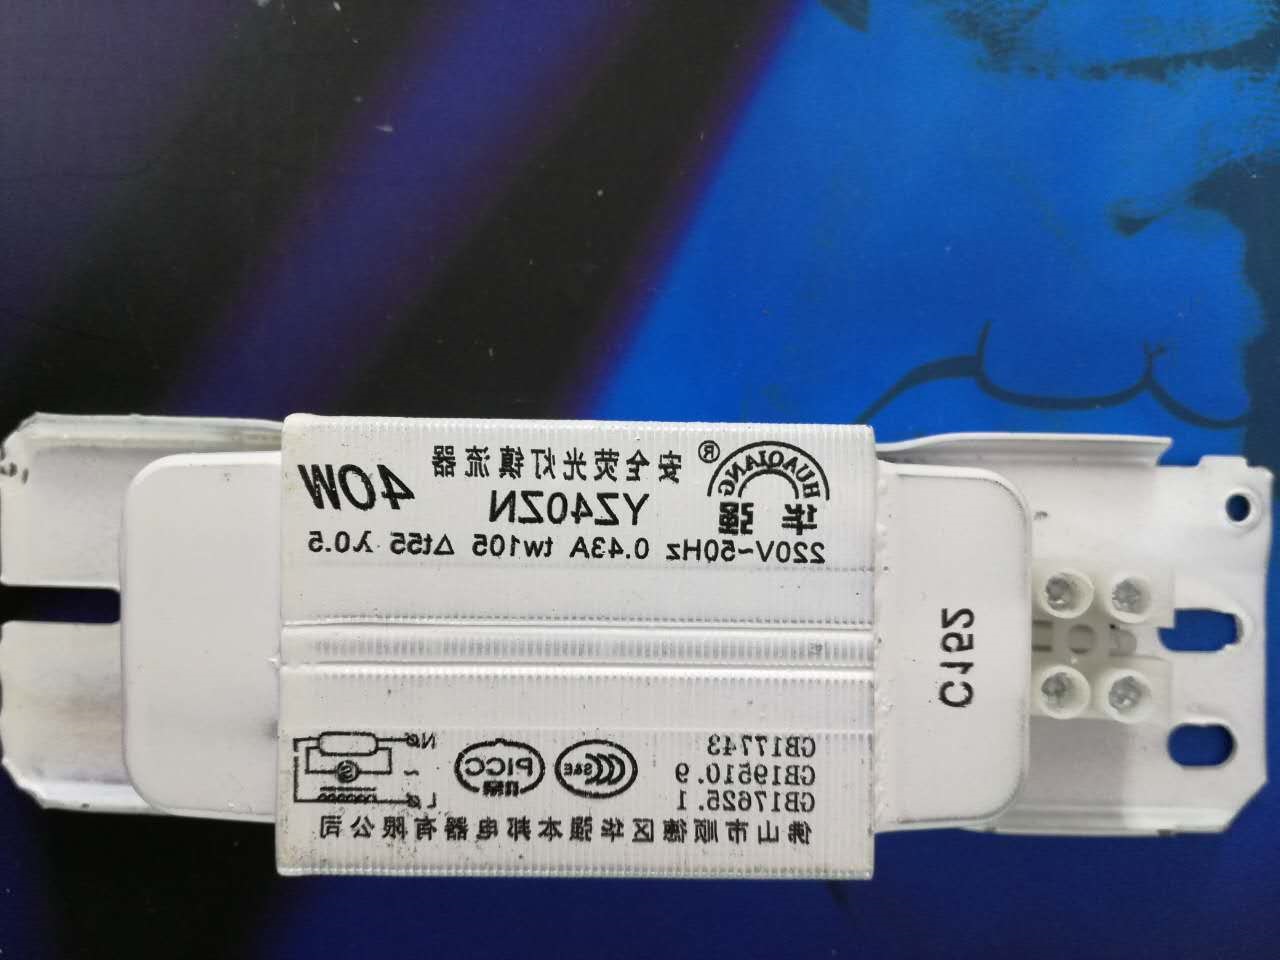 HUAQIANG®
华强
安全荧光灯镇流器
YZ40ZN
40W
220V~50Hz 0.43A tw105 Δt55 λ0.5
C152
GB17743
GB19510.9
GB17625.1
S&E
PICC
N
~
S
L
佛山市顺德区华强本邦电器有限公司